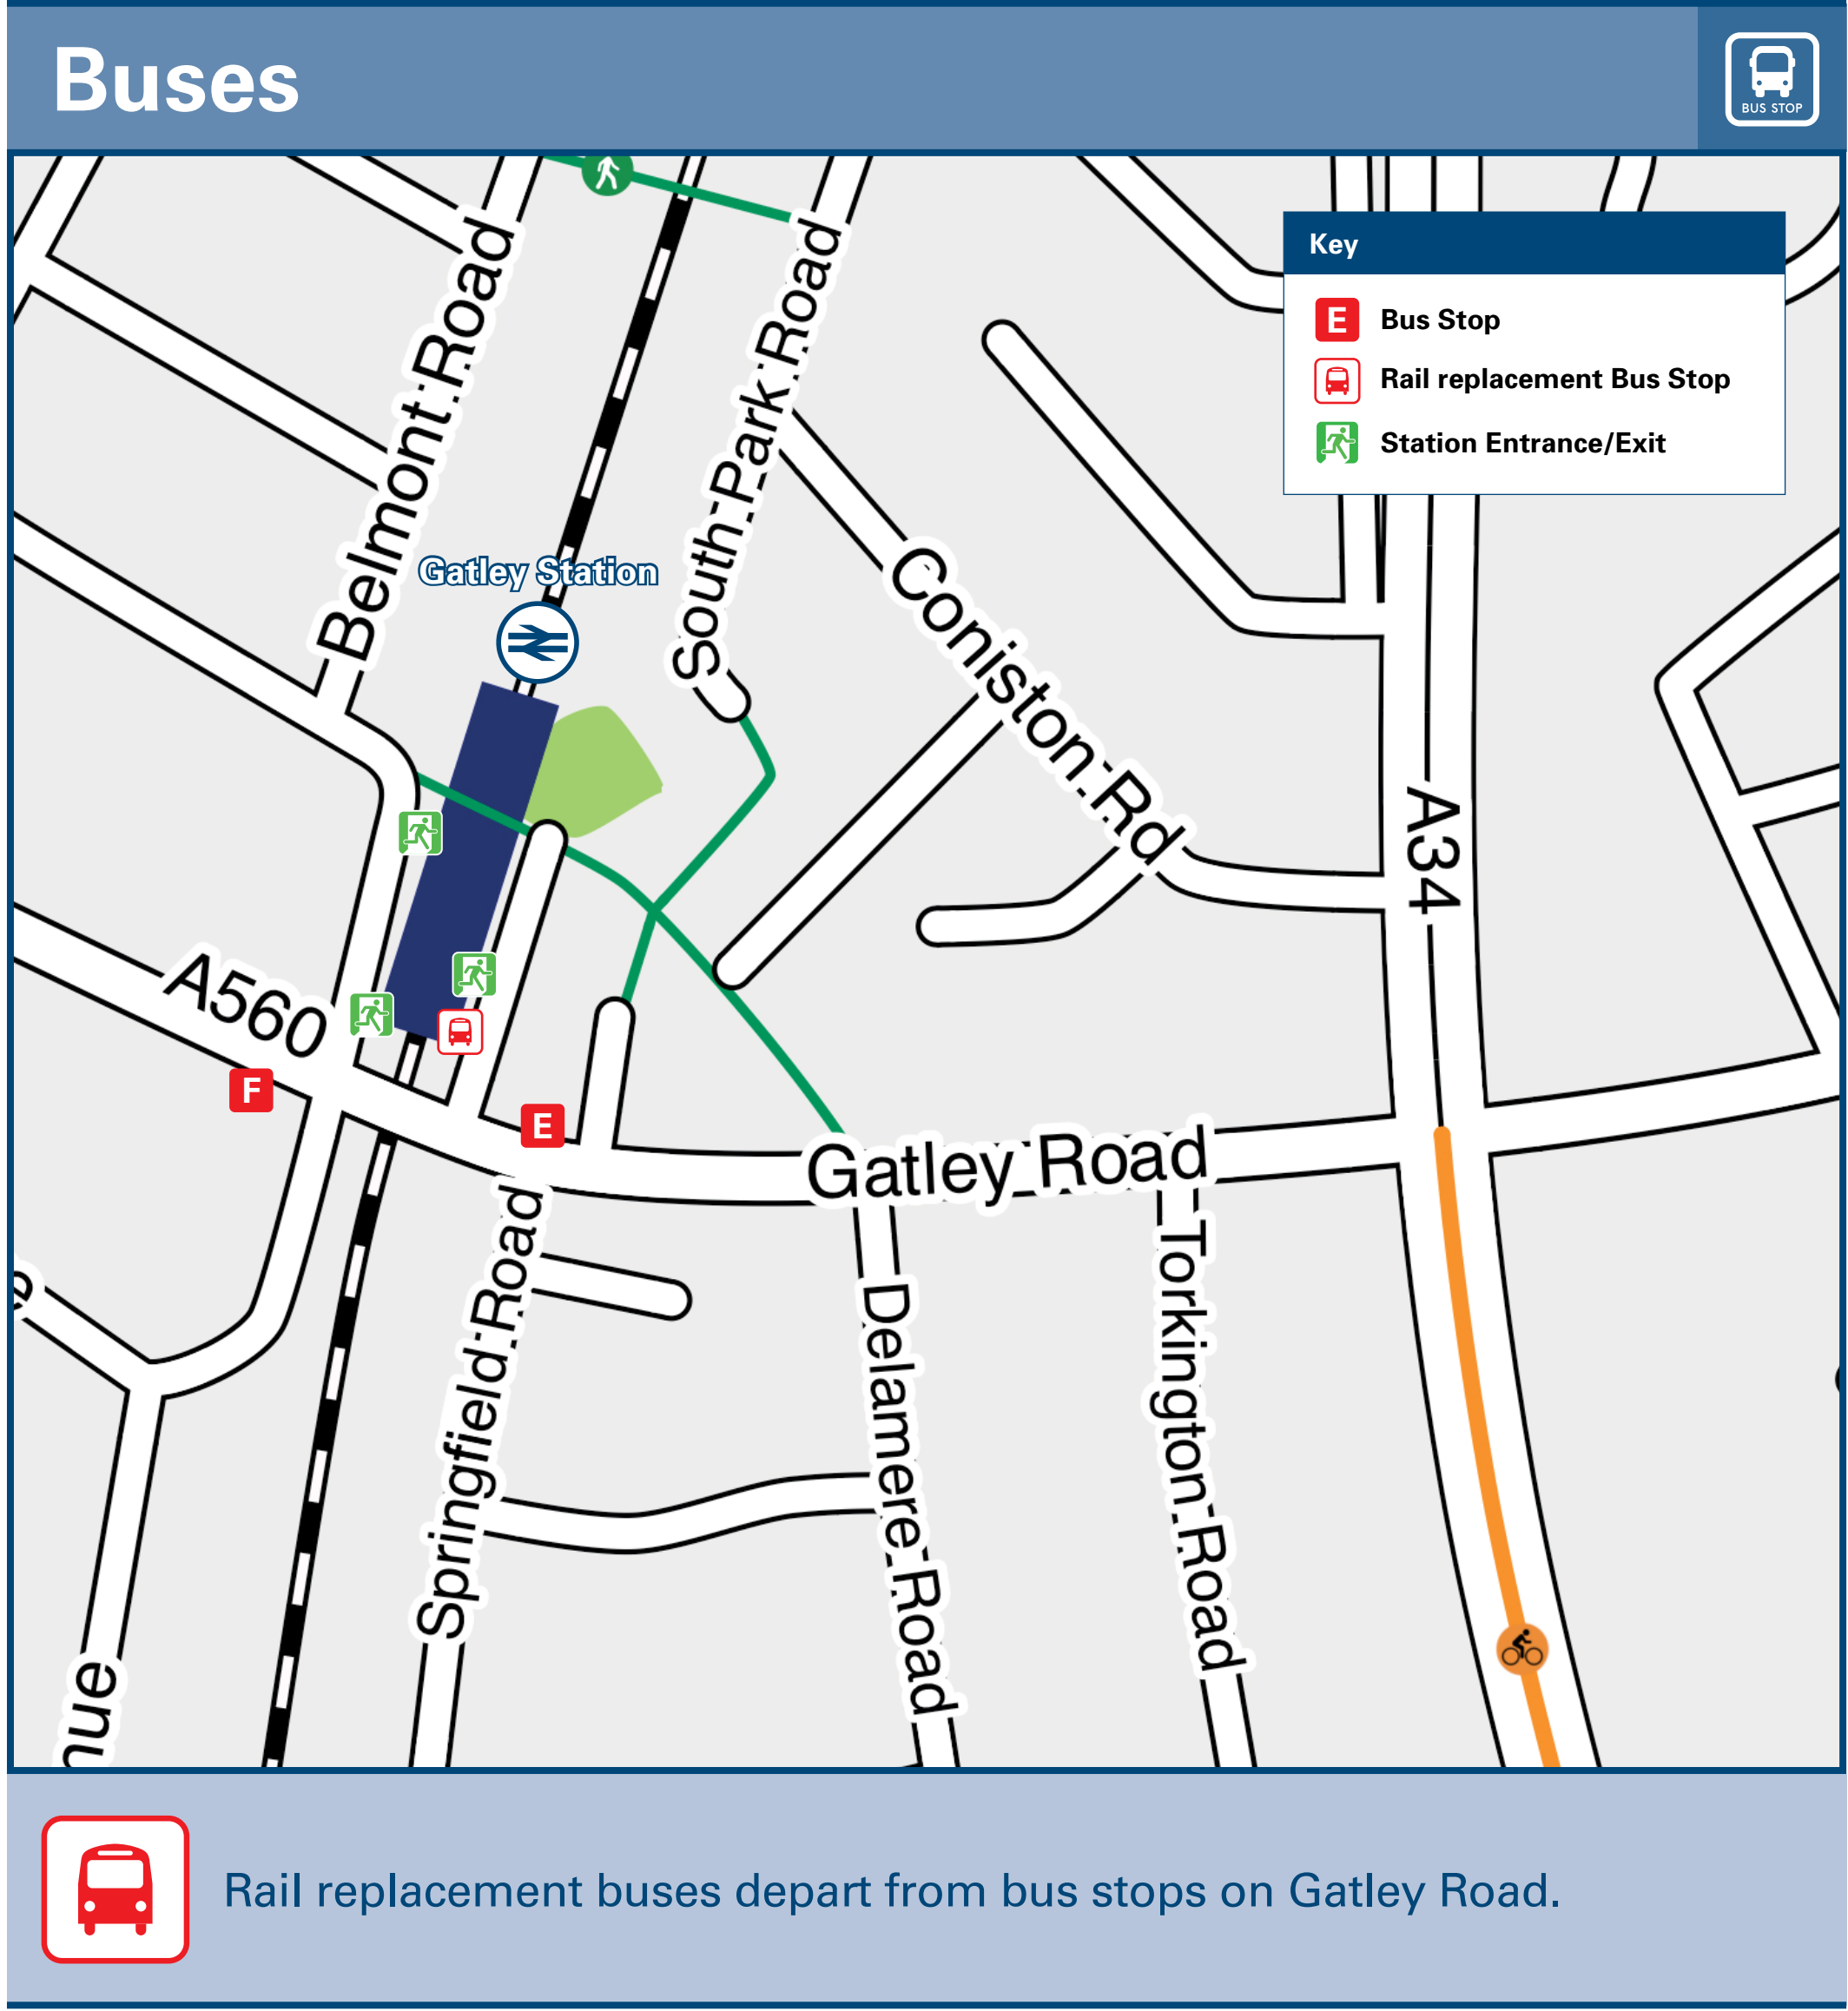 Buses
BUS STOP
Key
E Bus Stop
Rail replacement Bus Stop
Station Entrance/Exit
Belmont Road
South Park Road
Gatley Station
Coniston Rd
A34
A560
F
E
Gatley Road
Springfield Road
Delamere Road
Torkington Road
e
nue
Rail replacement buses depart from bus stops on Gatley Road.